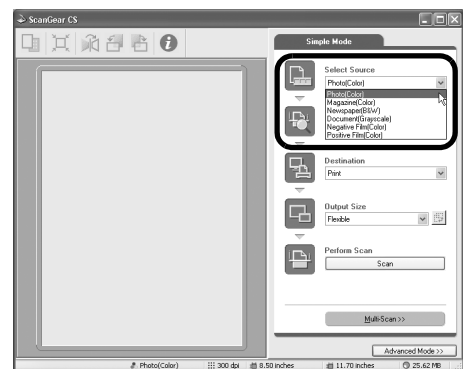 ScanGear CS
Simple Mode
Select Source
Photo(Color)
Photo(Color)
Magazine(Color)
Newspaper(B&W)
Document(Grayscale)
Negative Film(Color)
Positive Film(Color)
Destination
Print
Output Size
Flexible
Perform Scan
Scan
Multi-Scan >>
Advanced Mode >>
Photo(Color) 300 dpi 8.50 inches 11.70 inches 25.62 MB